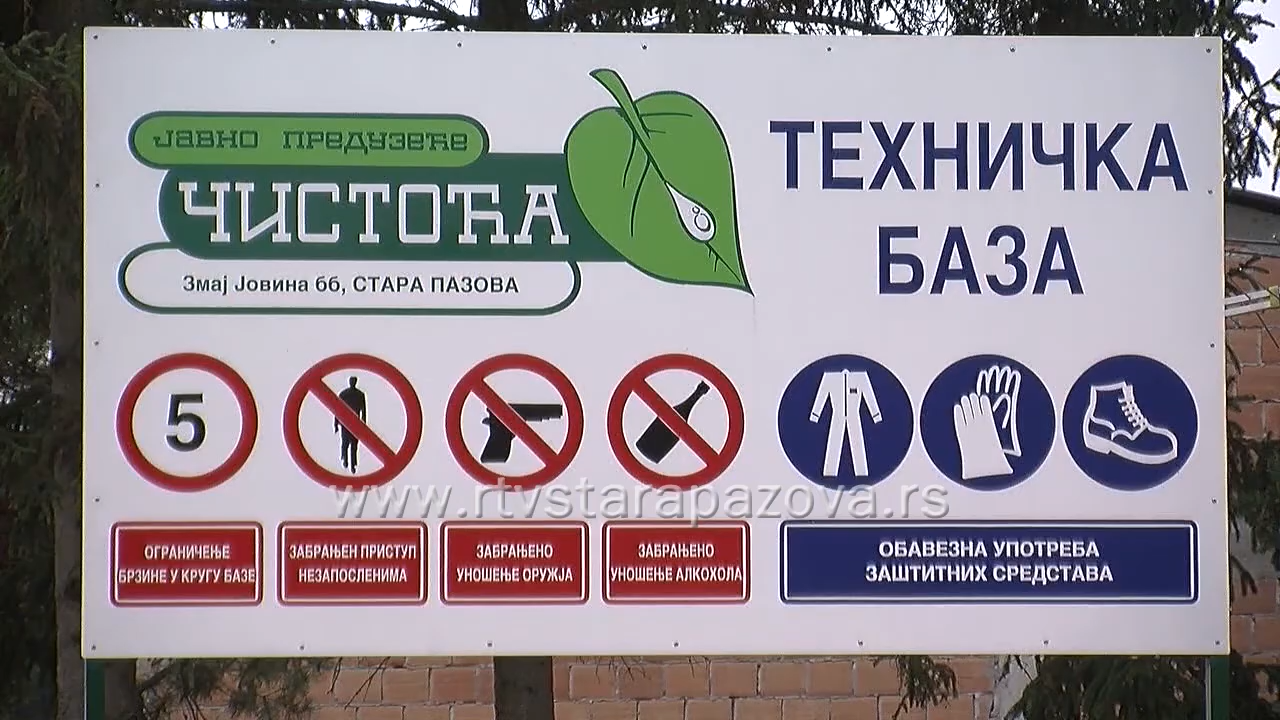 ЈАВНО ПРЕДУЗЕЋЕ
ЧИСТОЋА
Змај Јовина бб, СТАРА ПАЗОВА
ТЕХНИЧКА
БАЗА
5
www.rtvstarapazova.rs
ОГРАНИЧЕЊЕ
БРЗИНЕ У КРУГУ БАЗЕ
ЗАБРАЊЕН ПРИСТУП
НЕЗАПОСЛЕНИМА
ЗАБРАЊЕНО
УНОШЕЊЕ ОРУЖЈА
ЗАБРАЊЕНО
УНОШЕЊЕ АЛКОХОЛА
ОБАВЕЗНА УПОТРЕБА
ЗАШТИТНИХ СРЕДСТАВА